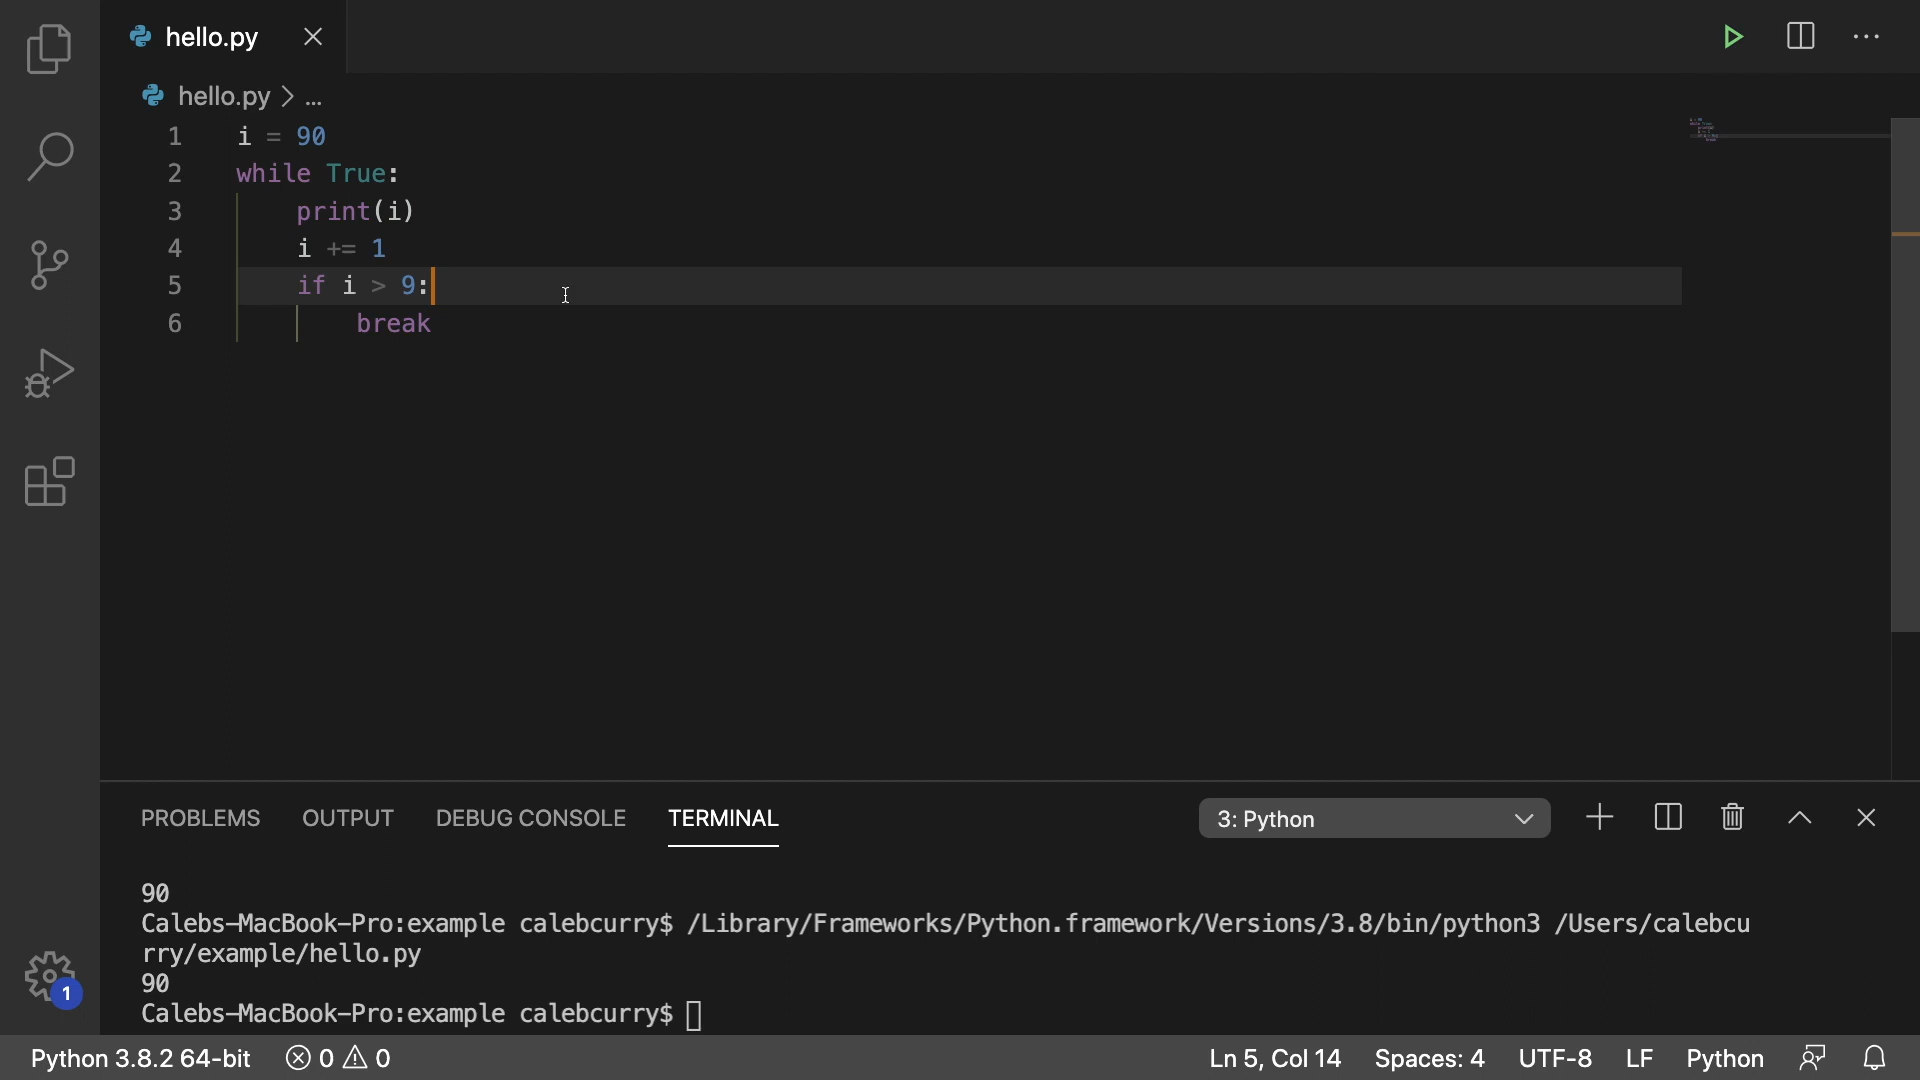 hello.py
hello.py > ...
1 i = 90
2 while True:
3 print(i)
4 i += 1
5 if i > 9:
6 break
PROBLEMS OUTPUT DEBUG CONSOLE TERMINAL 3: Python
90
Calebs-MacBook-Pro:example calebcurry$ /Library/Frameworks/Python.framework/Versions/3.8/bin/python3 /Users/calebcu
rry/example/hello.py
90
Calebs-MacBook-Pro:example calebcurry$
1
Python 3.8.2 64-bit 0 0 Ln 5, Col 14 Spaces: 4 UTF-8 LF Python